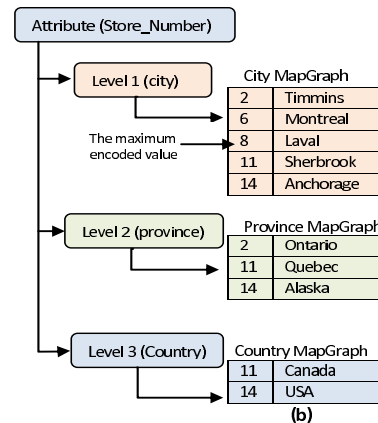 Attribute (Store_Number)
Level 1 (city)
City MapGraph
2 Timmins
6 Montreal
The maximum
encoded value
8 Laval
11 Sherbrook
14 Anchorage
Level 2 (province)
Province MapGraph
2 Ontario
11 Quebec
14 Alaska
Level 3 (Country)
Country MapGraph
11 Canada
14 USA
(b)